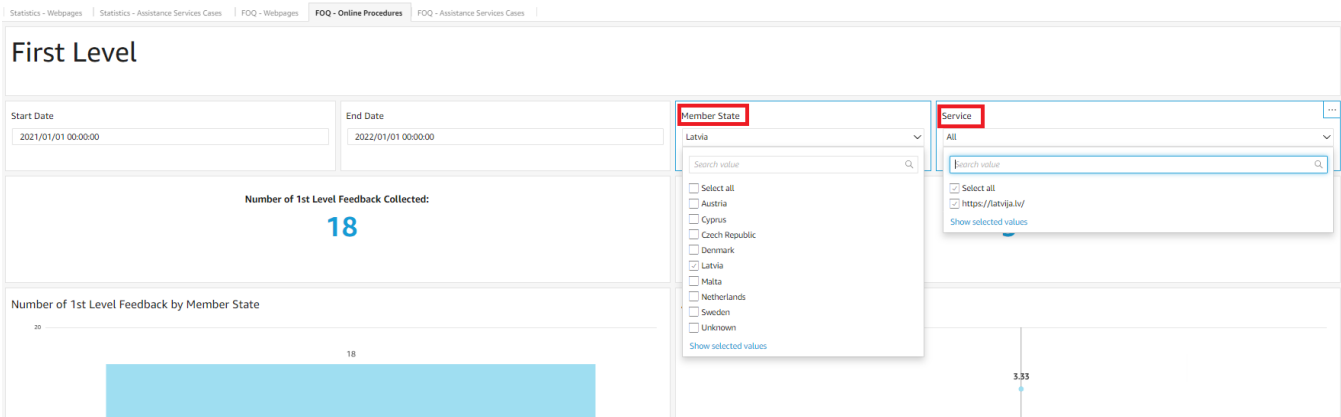 Statistics - Webpages Statistics - Assistance Services Cases FOQ - Webpages FOQ - Online Procedures FOQ - Assistance Services Cases
First Level
Start Date
2021/01/01 00:00:00
End Date
2022/01/01 00:00:00
Member State
Latvia
Search value
Select all
Austria
Cyprus
Czech Republic
Denmark
Latvia
Malta
Netherlands
Sweden
Unknown
Show selected values
Service
All
Search value
Select all
https://latvija.lv/
Show selected values
Number of 1st Level Feedback Collected:
18
Number of 1st Level Feedback by Member State
20
18
3.33